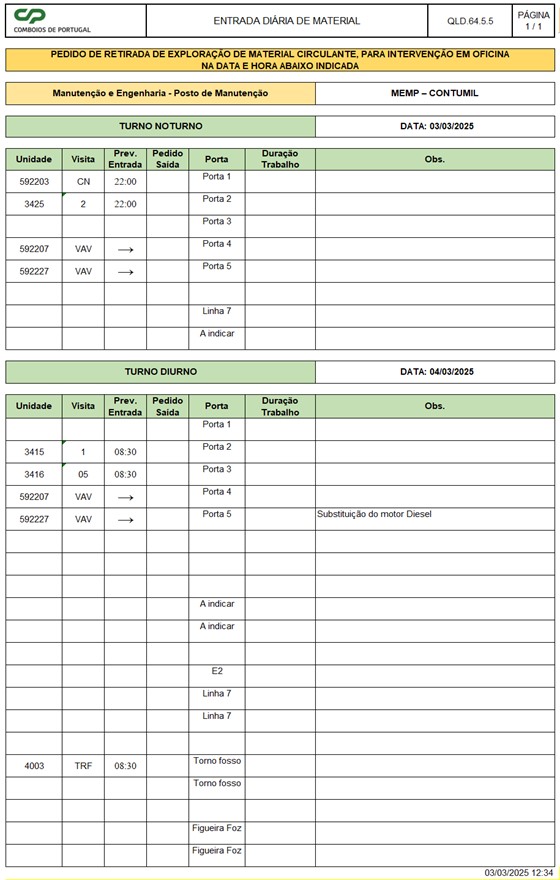 CP
COMBOIOS DE PORTUGAL
ENTRADA DIÁRIA DE MATERIAL
QLD.64.5.5
PÁGINA
1 / 1
PEDIDO DE RETIRADA DE EXPLORAÇÃO DE MATERIAL CIRCULANTE, PARA INTERVENÇÃO EM OFICINA
NA DATA E HORA ABAIXO INDICADA
Manutenção e Engenharia - Posto de Manutenção MEMP – CONTUMIL
TURNO NOTURNO DATA: 03/03/2025
Unidade Visita Prev. Entrada Pedido Saída Porta Duração Trabalho Obs.
592203 CN 22:00 Porta 1
3425 2 22:00 Porta 2
Porta 3
592207 VAV → Porta 4
592227 VAV → Porta 5
Linha 7
A indicar
TURNO DIURNO DATA: 04/03/2025
Unidade Visita Prev. Entrada Pedido Saída Porta Duração Trabalho Obs.
Porta 1
3415 1 08:30 Porta 2
3416 05 08:30 Porta 3
592207 VAV → Porta 4
592227 VAV → Porta 5 Substituição do motor Diesel
A indicar
A indicar
E2
Linha 7
Linha 7
4003 TRF 08:30 Torno fosso
Torno fosso
Figueira Foz
Figueira Foz
03/03/2025 12:34